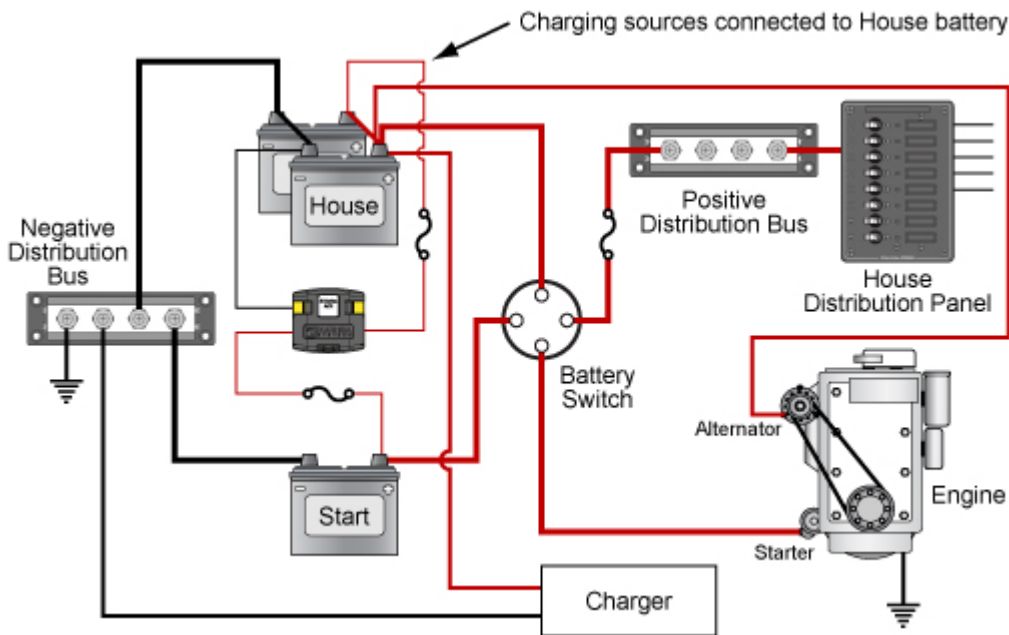 Charging sources connected to House battery
House
Positive
Distribution Bus
House
Distribution Panel
Negative
Distribution
Bus
Battery
Switch
Alternator
Engine
Start
Starter
Charger